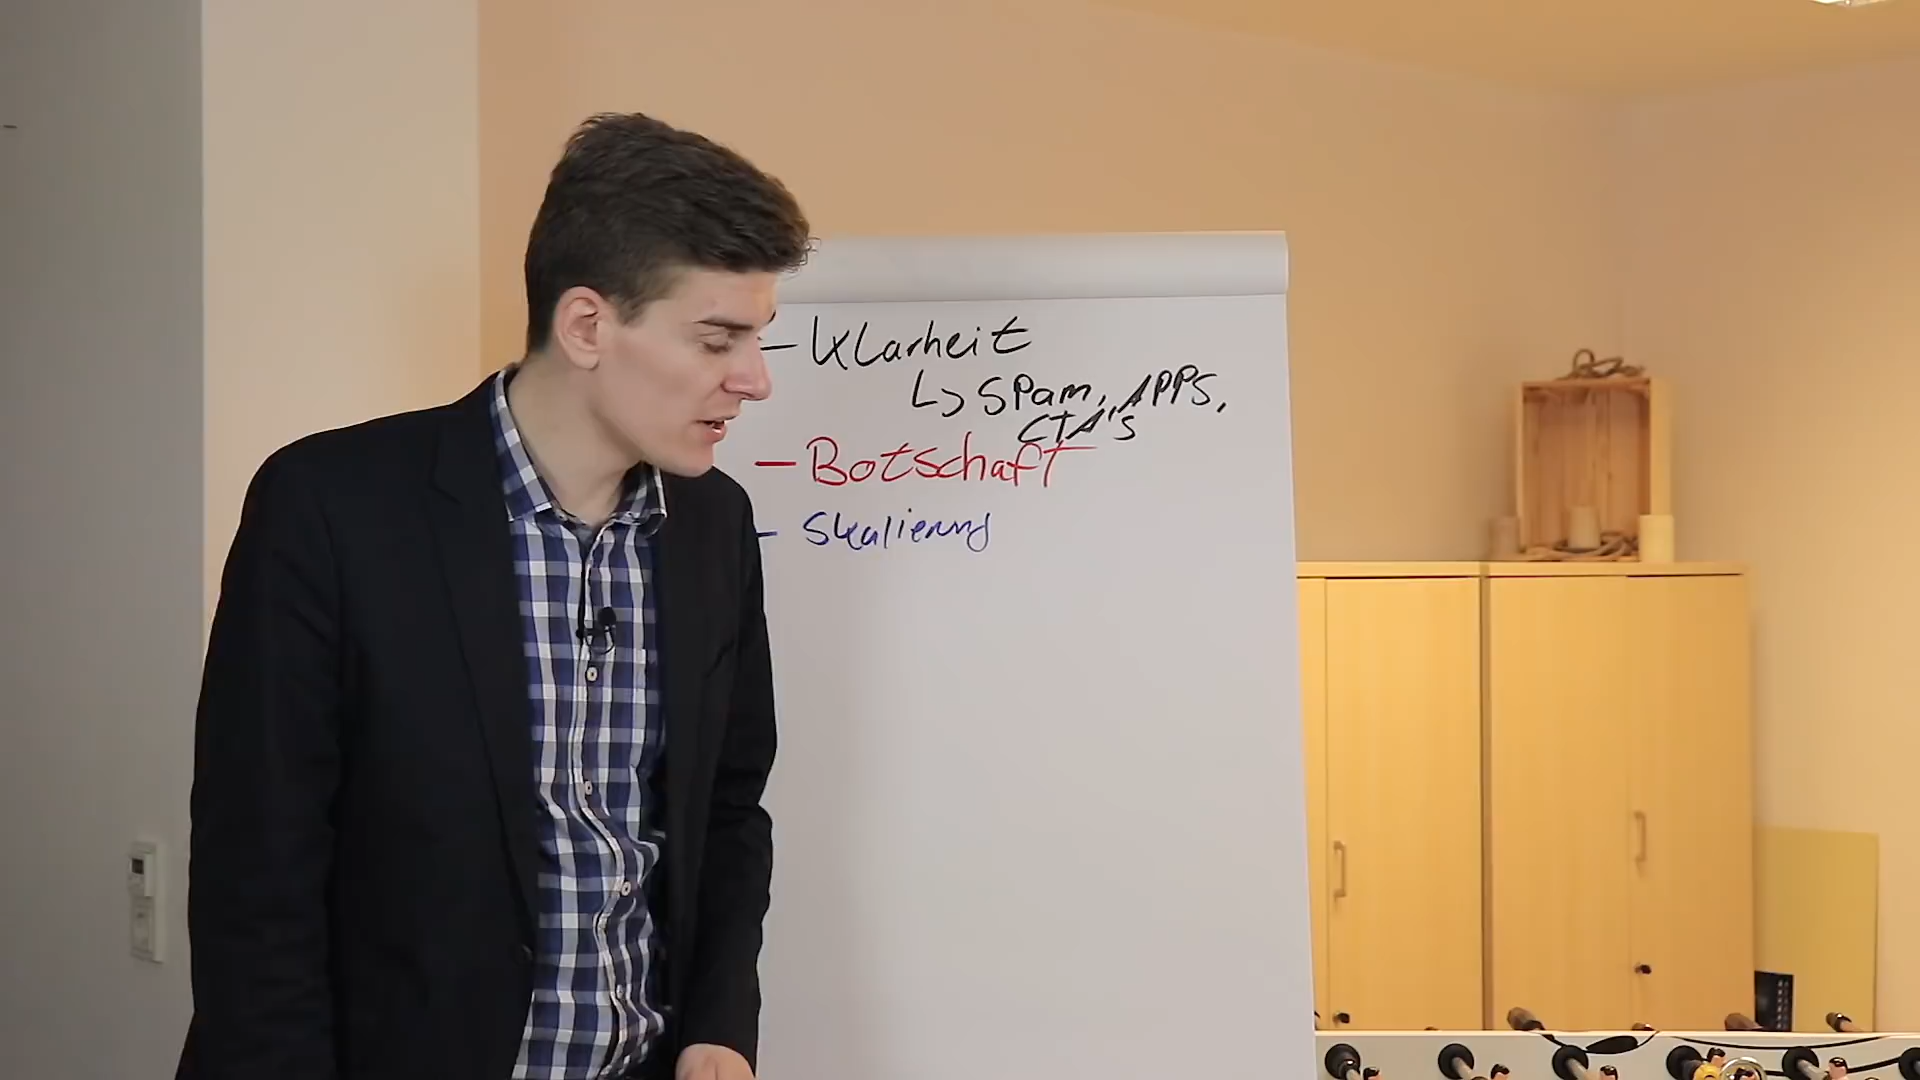 - Klarheit
↳ Spam, APPS,
CTA's
- Botschaft
- Skalierung